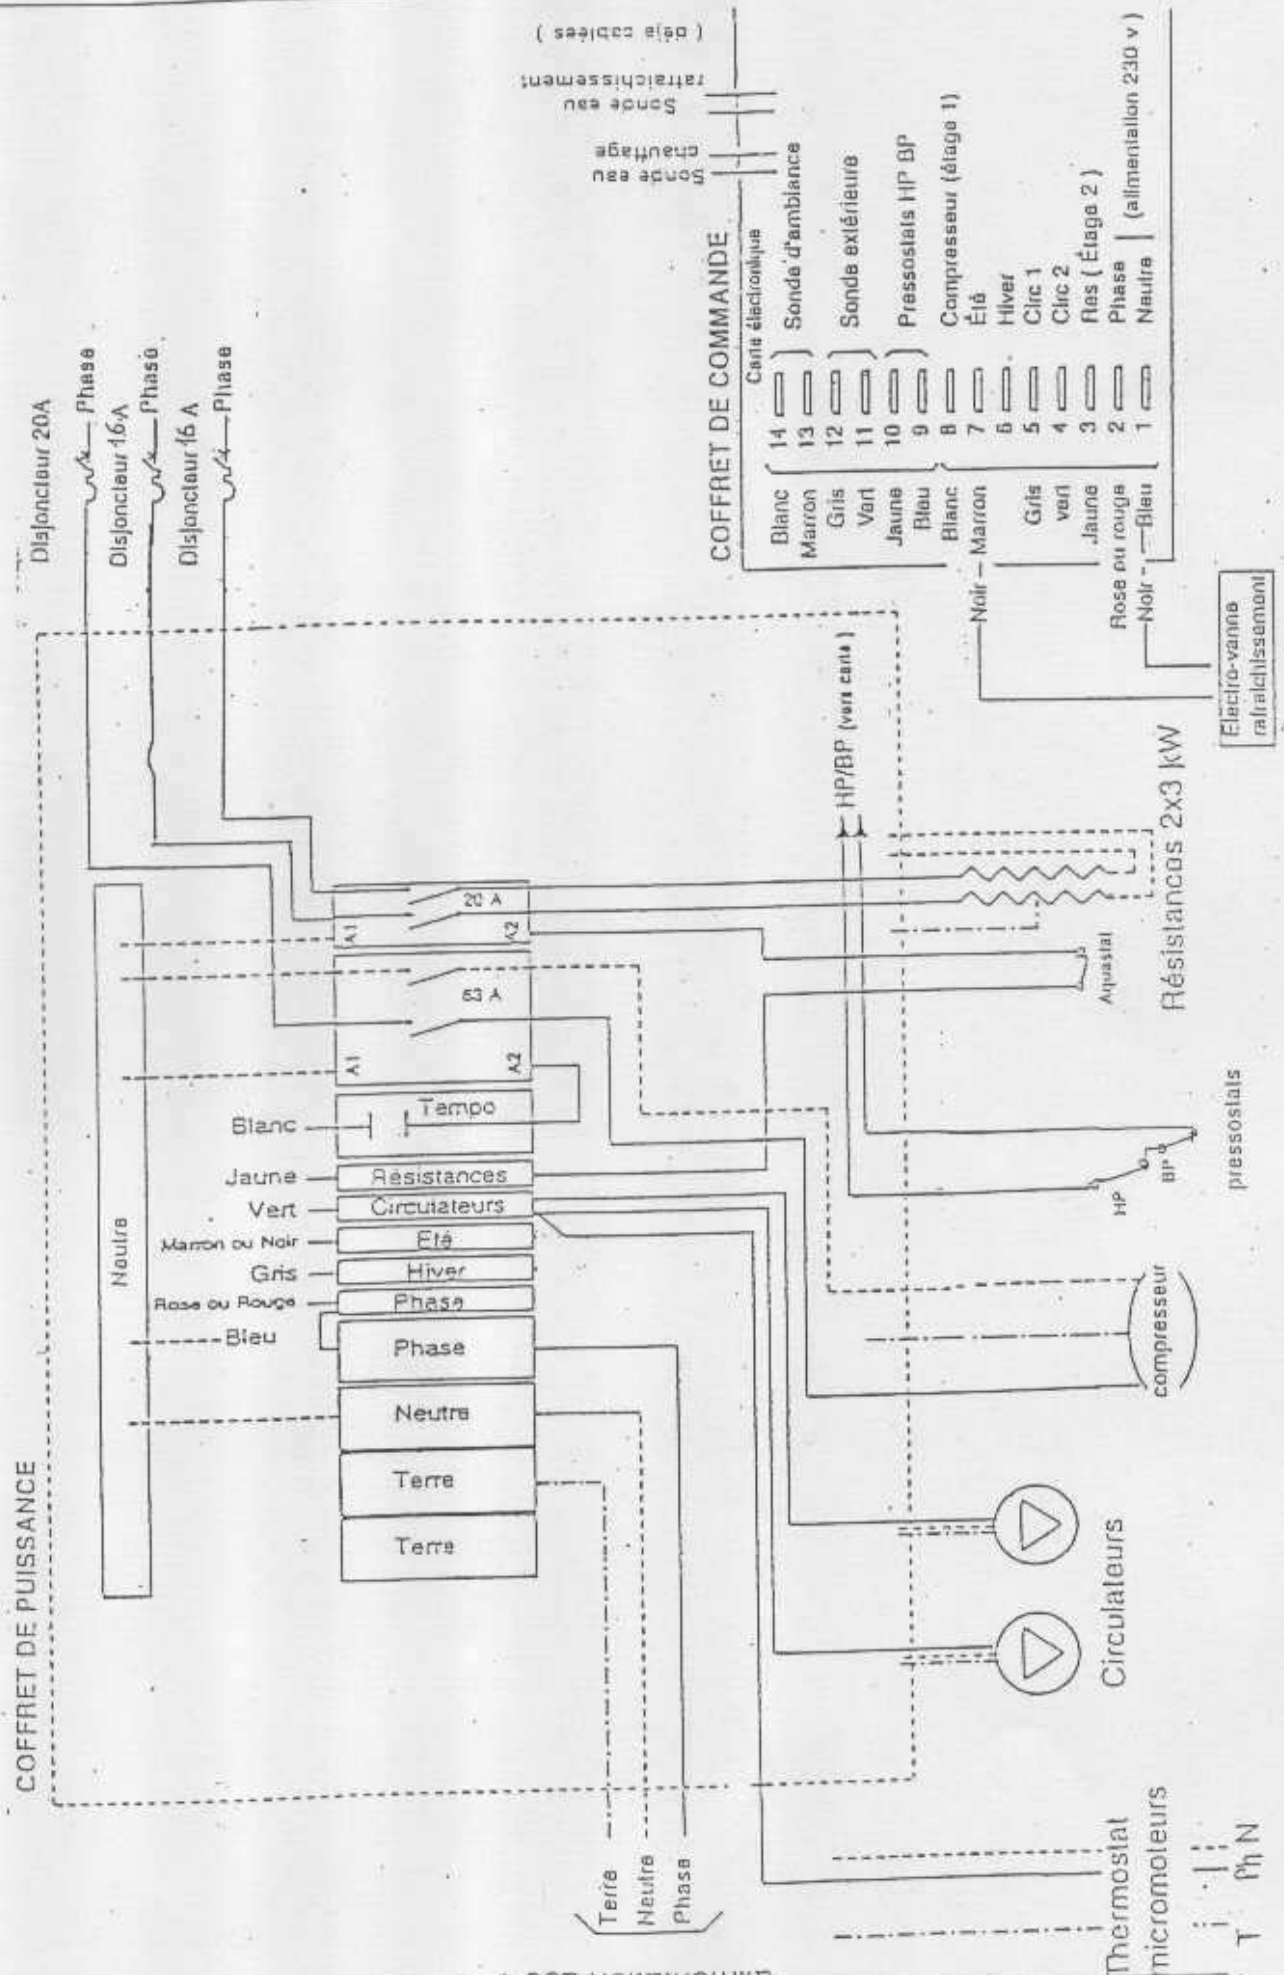 COFFRET DE PUISSANCE
Disjoncteur 20A
Phase
Disjoncteur 16A
Phase
Disjoncteur 16 A
Phase
Neutre
Blanc
Jaune
Vert
Marron ou Noir
Gris
Rose ou Rouge
Bleu
A1
A2
20 A
A1
A2
63 A
Tempo
Résistances
Circulateurs
Eté
Hiver
Phase
Phase
Neutre
Terre
Terre
Terre
Neutre
Phase
COFFRET DE COMMANDE
Carte électronique
Sonde eau
chauffage
Sonde eau
rafraichissement
( déja cablées )
Blanc 14 Sonde d'ambiance
Marron 13
Gris 12 Sonde extérieure
Vert 11
Jaune 10 Pressostats HP BP
Bleu 9
Blanc 8 Compresseur (étage 1)
Noir Marron 7 Été
6 Hiver
Gris 5 Circ 1
vert 4 Circ 2
Jaune 3 Res ( Étage 2 )
Rose ou rouge 2 Phase (alimentation 230 v )
Noir Bleu 1 Neutre
Electro-vanne
rafraichissement
HP/BP (vers carte )
Résistances 2x3 kW
Aquastat
HP
BP
pressostats
compresseur
Circulateurs
Thermostat
micromoteurs
T Ph N